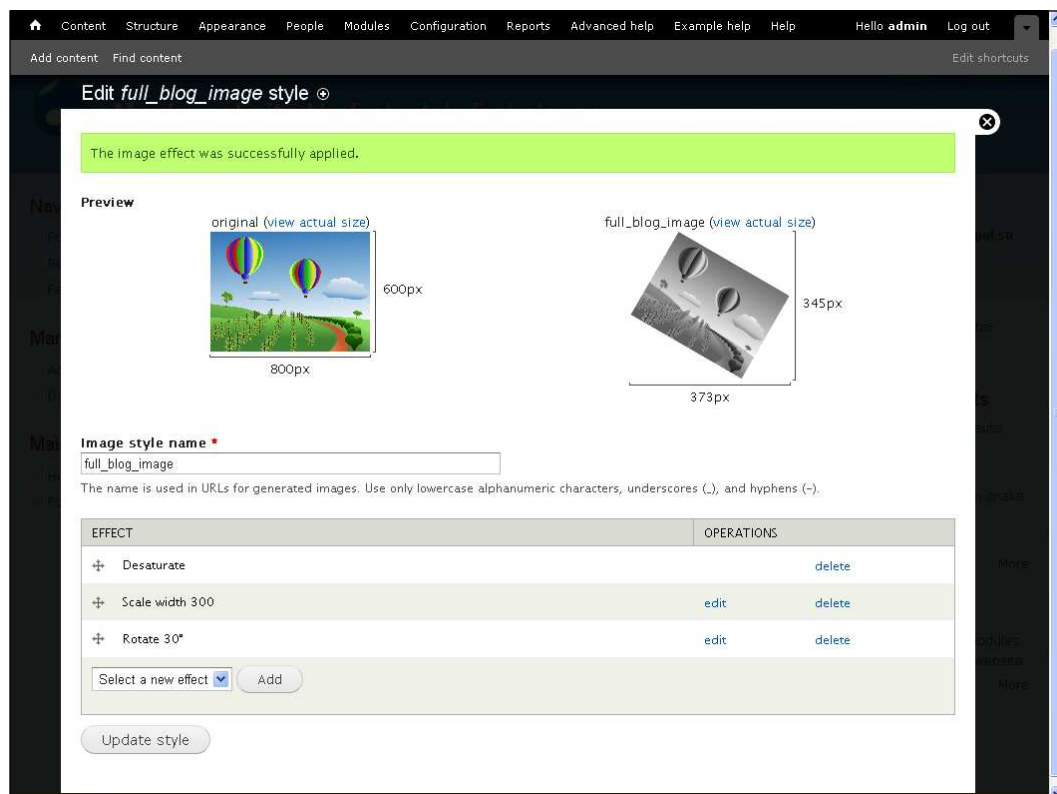 Content Structure Appearance People Modules Configuration Reports Advanced help Example help Help Hello admin Log out
Add content Find content Edit shortcuts
Edit full_blog_image style
The image effect was successfully applied.
Preview
original (view actual size) full_blog_image (view actual size)
600px
345px
800px
373px
Image style name *
full_blog_image
The name is used in URLs for generated images. Use only lowercase alphanumeric characters, underscores (_), and hyphens (-).
EFFECT OPERATIONS
Desaturate delete
Scale width 300 edit delete
Rotate 30° edit delete
Select a new effect Add
Update style
More
More